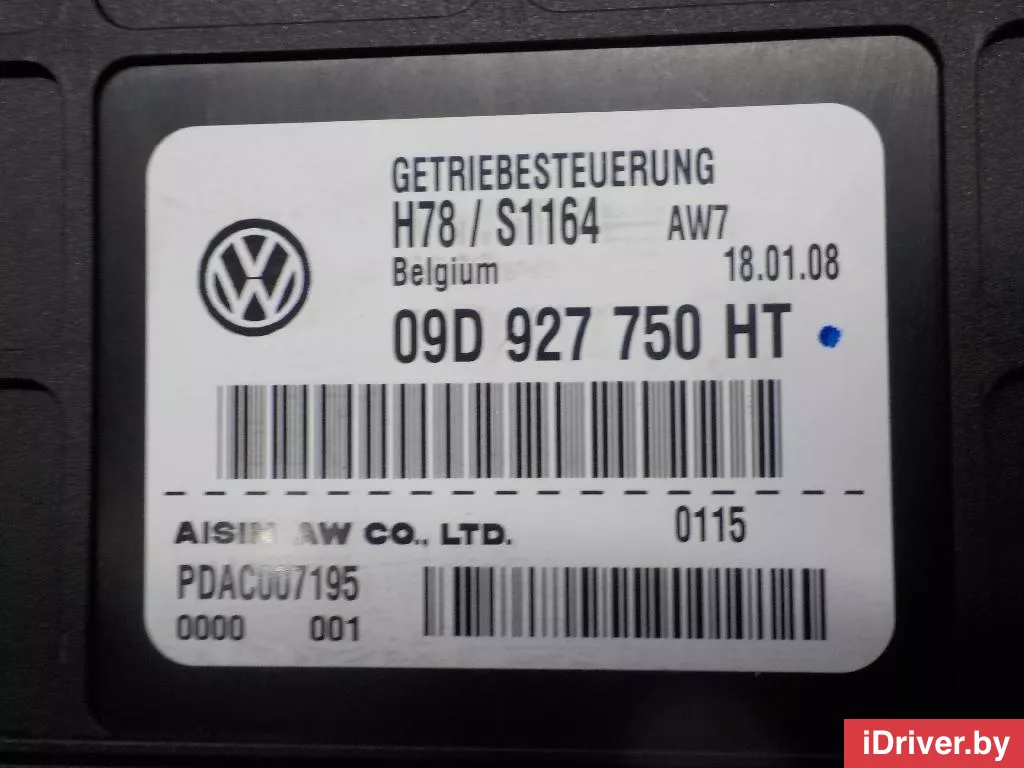 GETRIEBESTEUERUNG
H78 / S1164 AW7
Belgium 18.01.08
09D 927 750 HT
AISIN AW CO., LTD. 0115
PDAC007195
0000 001
iDriver.by